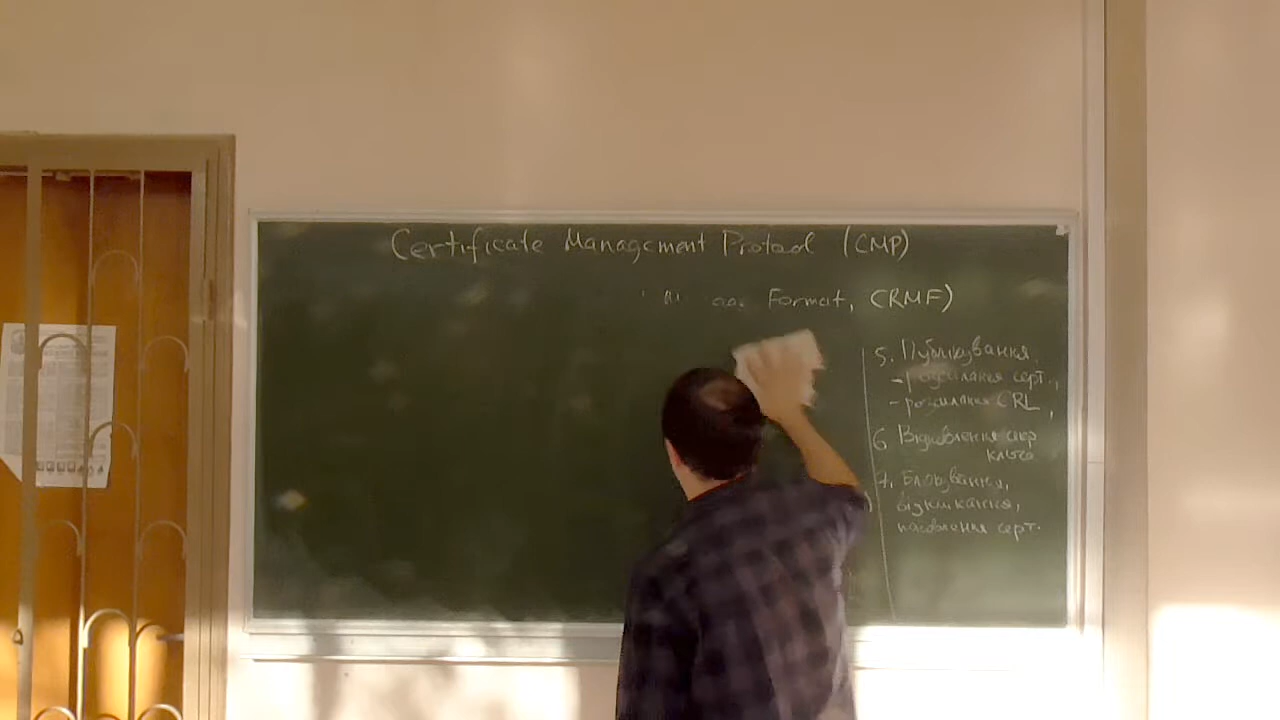 Certificate Management Protocol (CMP)
Format, CRMF)
5. Публікування
- розсилання серт.,
- розсилання CRL,
6 Відновлення секр
ключа
7. Блокування,
відкликання,
поновлення серт.